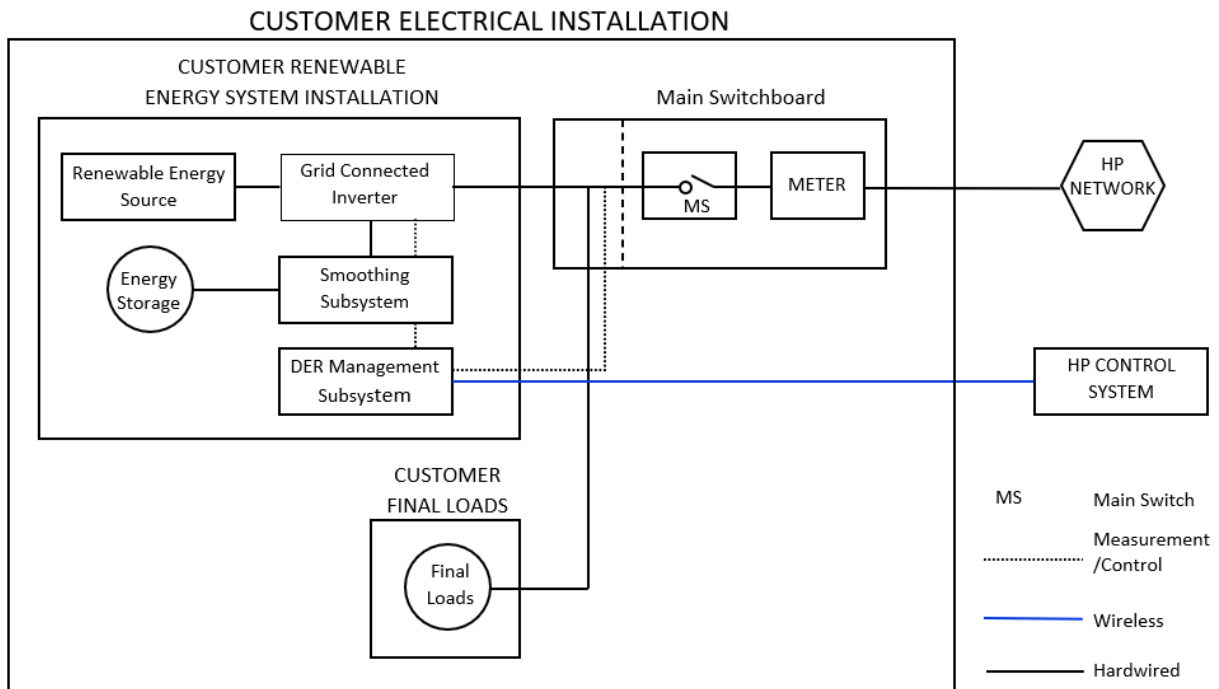 CUSTOMER ELECTRICAL INSTALLATION
CUSTOMER RENEWABLE
ENERGY SYSTEM INSTALLATION
Main Switchboard
Renewable Energy
Source
Grid Connected
Inverter
MS
METER
HP
NETWORK
Energy
Storage
Smoothing
Subsystem
DER Management
Subsystem
HP CONTROL
SYSTEM
CUSTOMER
FINAL LOADS
Final
Loads
MS Main Switch
Measurement
/Control
Wireless
Hardwired